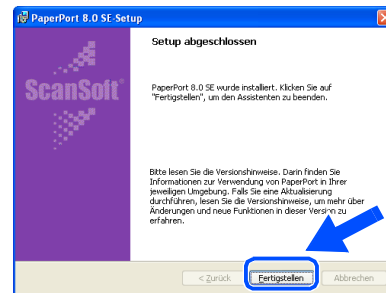 PaperPort 8.0 SE-Setup
Setup abgeschlossen
ScanSoft®
PaperPort 8.0 SE wurde installiert. Klicken Sie auf
"Fertigstellen", um den Assistenten zu beenden.
Bitte lesen Sie die Versionshinweise. Darin finden Sie
Informationen zur Verwendung von PaperPort in Ihrer
jeweiligen Umgebung. Falls Sie eine Aktualisierung
durchführen, lesen Sie die Versionshinweise, um mehr über
Änderungen und neue Funktionen in dieser Version zu
erfahren.
< Zurück Fertigstellen Abbrechen